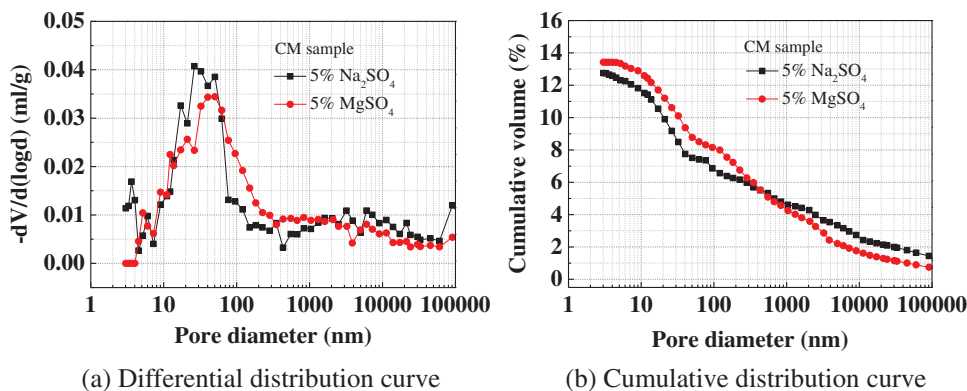 0.05
0.04
0.03
0.02
0.01
0.00
-dV/d(logd) (ml/g)
CM sample
5% Na₂SO₄
5% MgSO₄
1 10 100 1000 10000 100000
Pore diameter (nm)
(a) Differential distribution curve
16
14
12
10
8
6
4
2
0
Cumulative volume (%)
CM sample
5% Na₂SO₄
5% MgSO₄
1 10 100 1000 10000 100000
Pore diameter (nm)
(b) Cumulative distribution curve